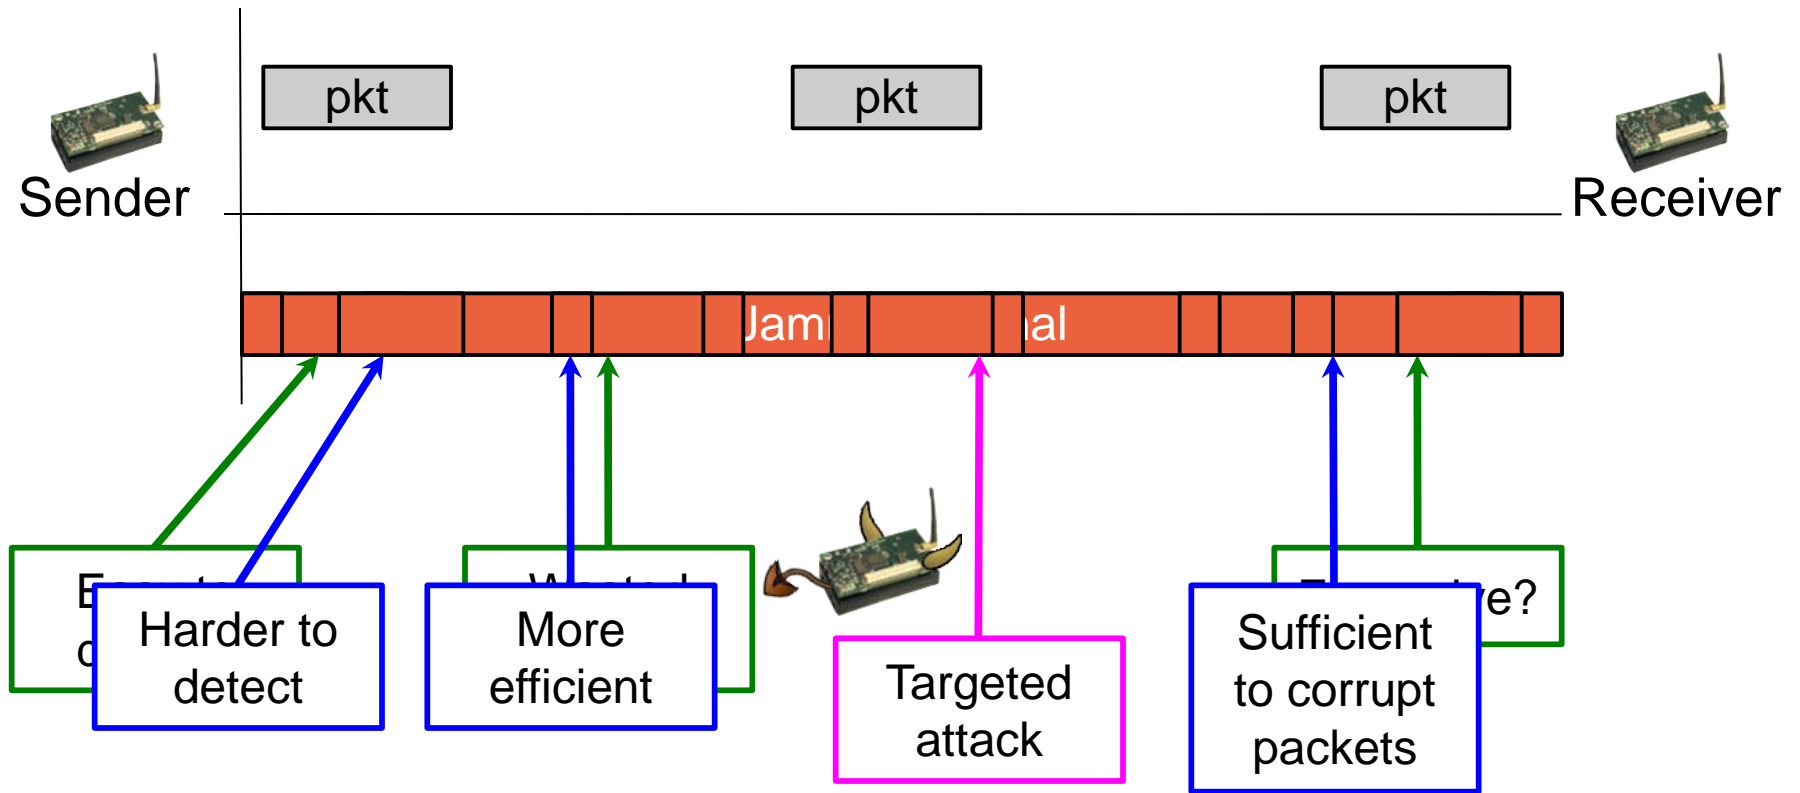 pkt
pkt
pkt
Sender
Receiver
Harder to
detect
More
efficient
Targeted
attack
Sufficient
to corrupt
packets